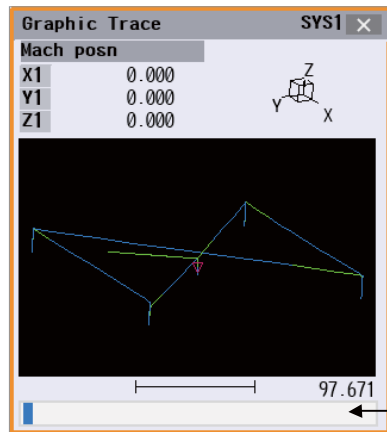 Graphic Trace SYS1
Mach posn
X1 0.000
Y1 0.000
Z1 0.000
Z
Y
X
97.671